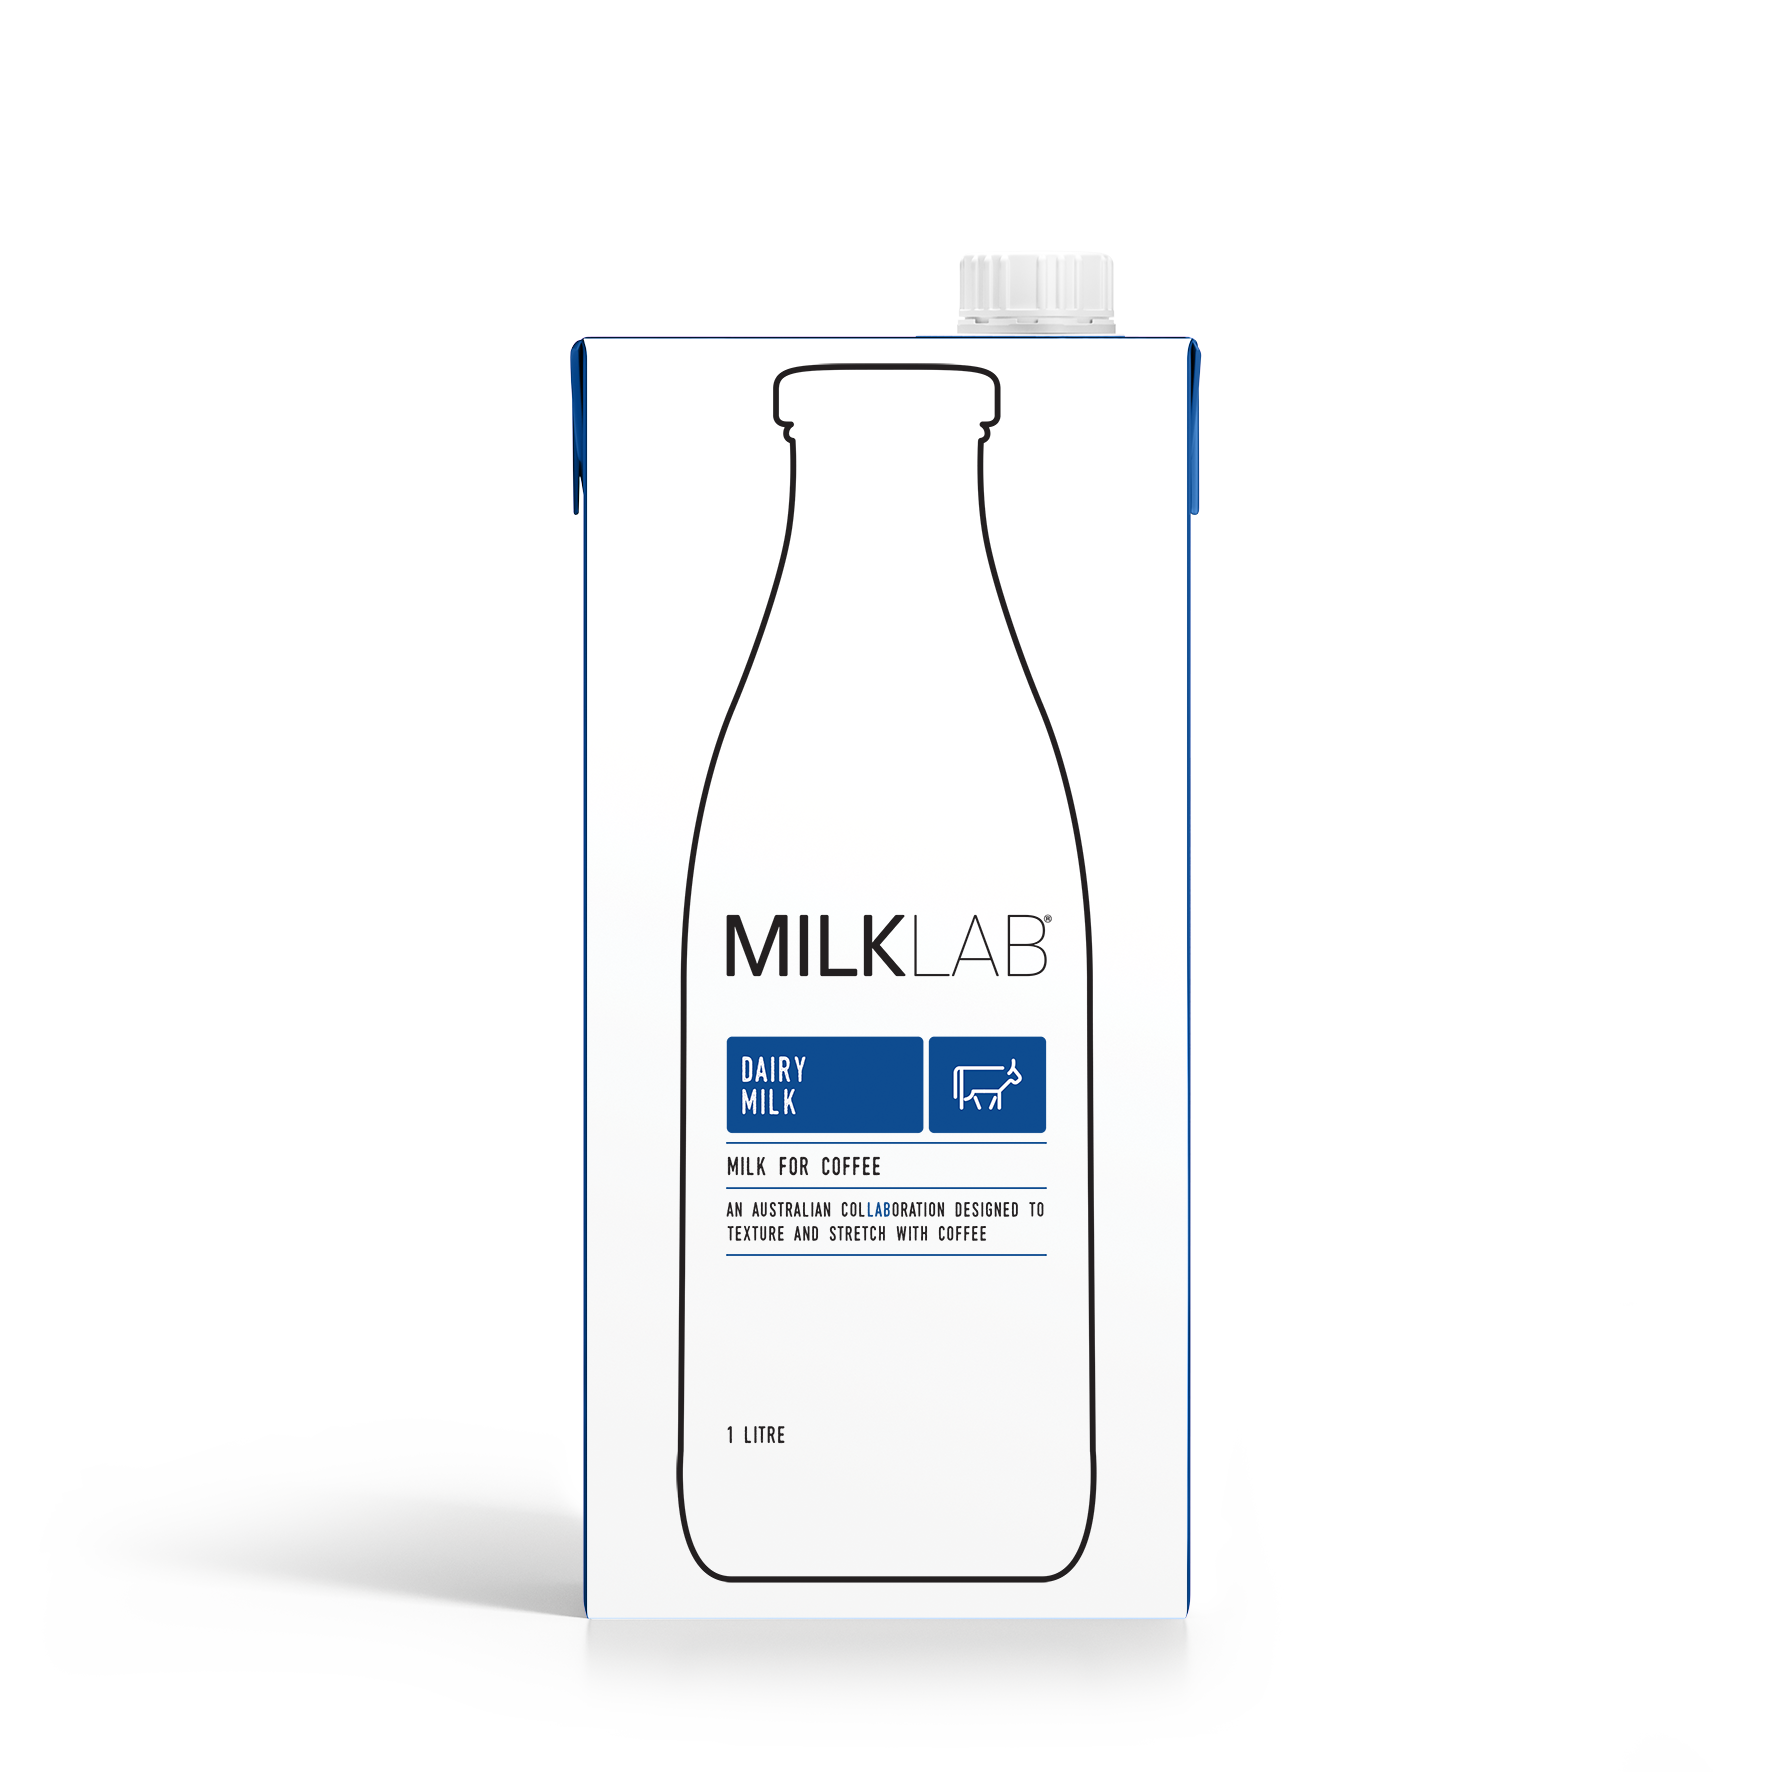 MILKLAB®
DAIRY
MILK
MILK FOR COFFEE
AN AUSTRALIAN COLLABORATION DESIGNED TO
TEXTURE AND STRETCH WITH COFFEE
1 LITRE